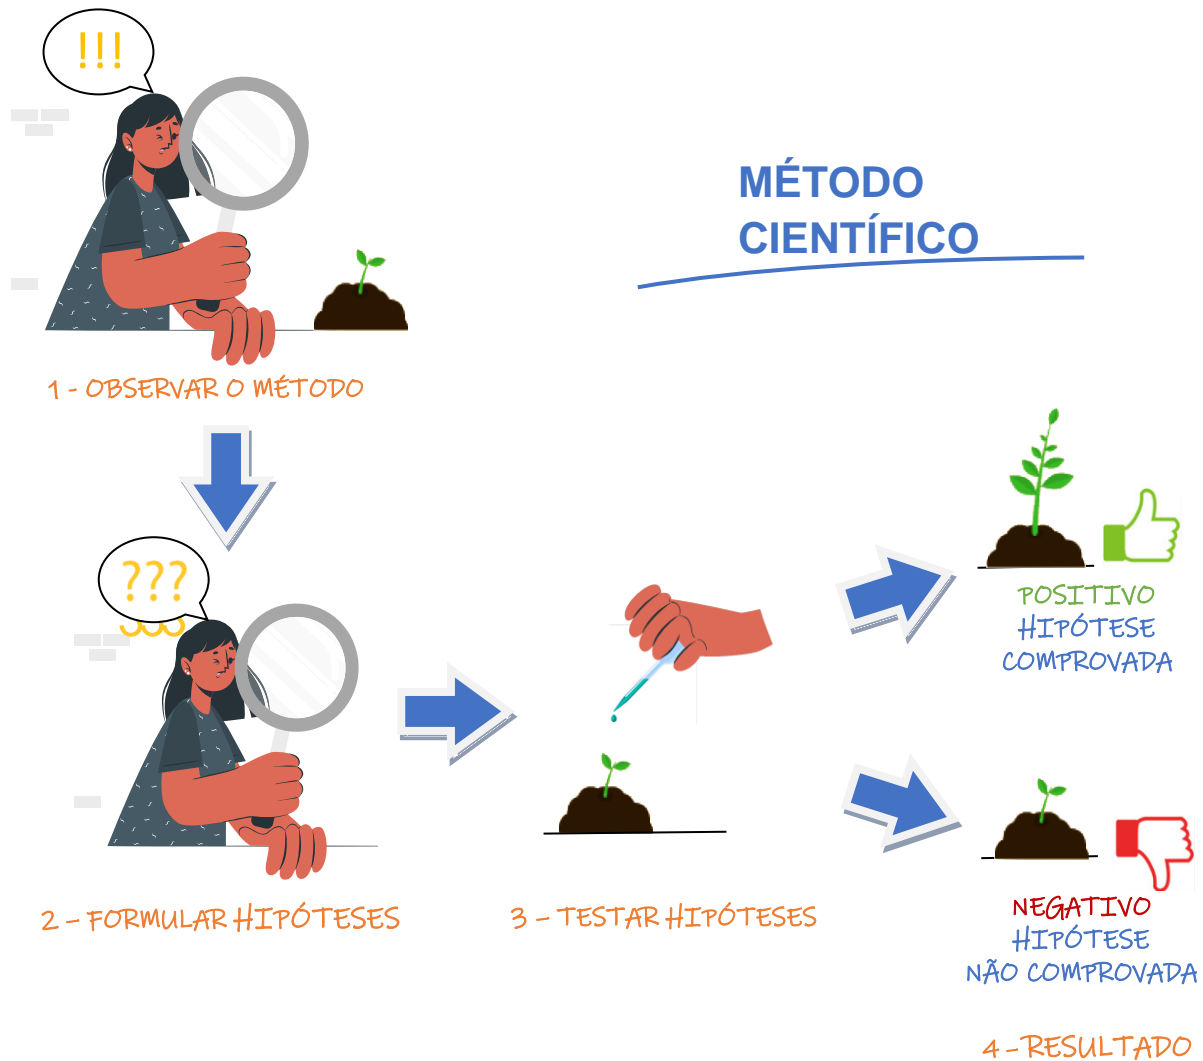 !!!
MÉTODO
CIENTÍFICO
1 - OBSERVAR O MÉTODO
???
2 - FORMULAR HIPÓTESES
3 - TESTAR HIPÓTESES
POSITIVO
HIPÓTESE
COMPROVADA
NEGATIVO
HIPÓTESE
NÃO COMPROVADA
4 - RESULTADO